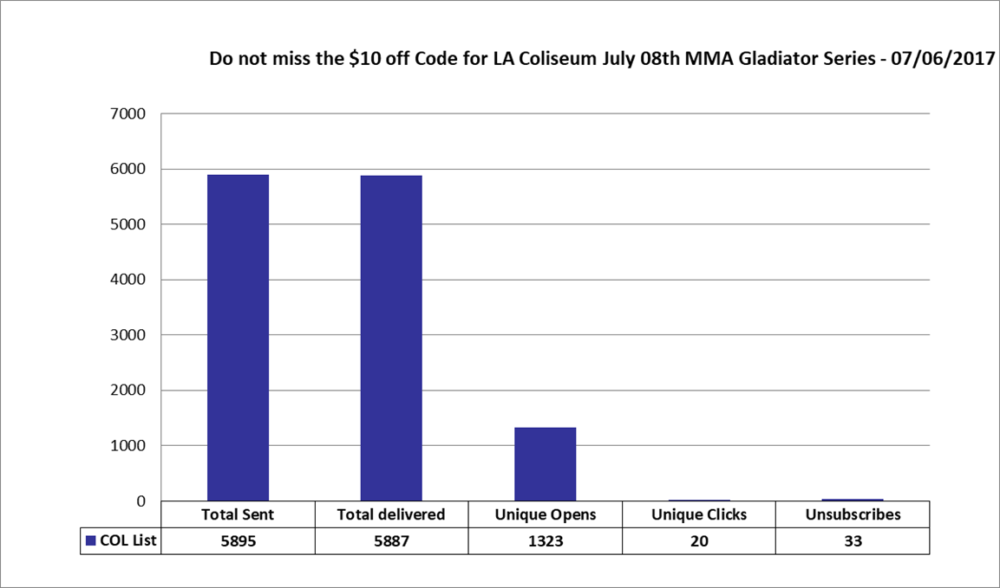 Do not miss the $10 off Code for LA Coliseum July 08th MMA Gladiator Series - 07/06/2017
7000
6000
5000
4000
3000
2000
1000
0
Total Sent Total delivered Unique Opens Unique Clicks Unsubscribes
COL List 5895 5887 1323 20 33